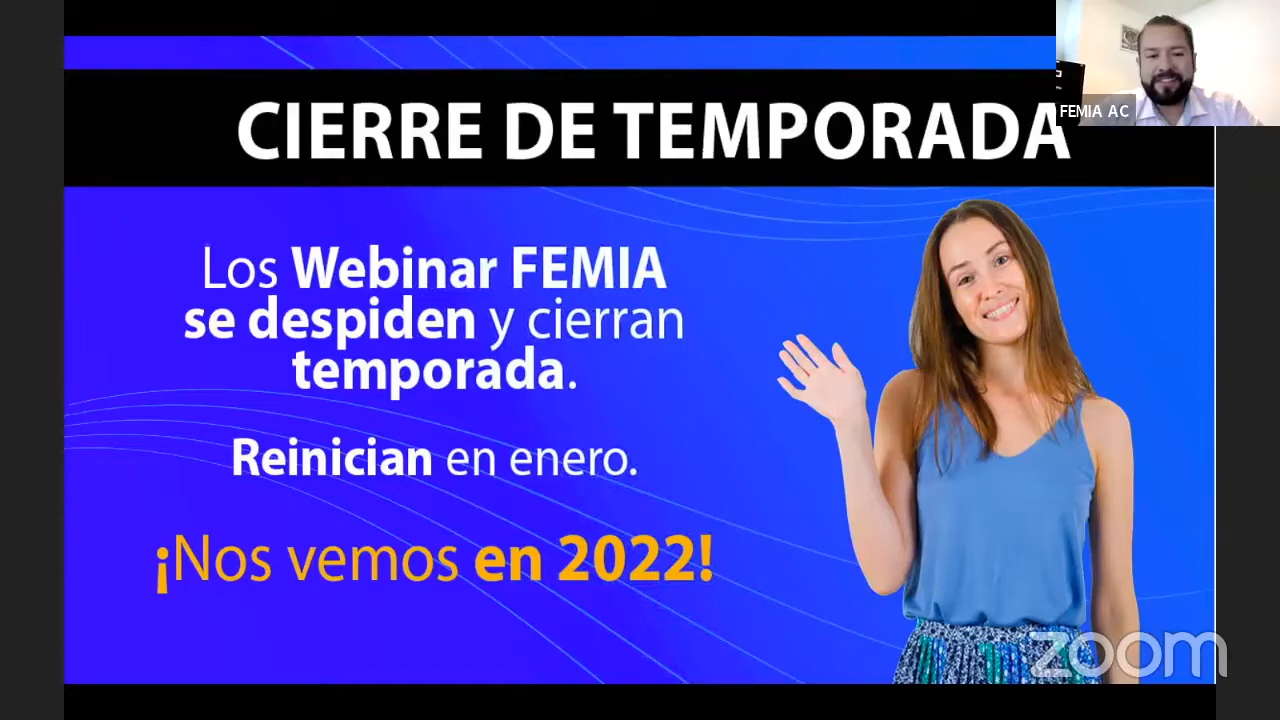 CIERRE DE TEMPORADA
FEMIA AC
Los Webinar FEMIA
se despiden y cierran
temporada.
Reinician en enero.
¡Nos vemos en 2022!
zoom